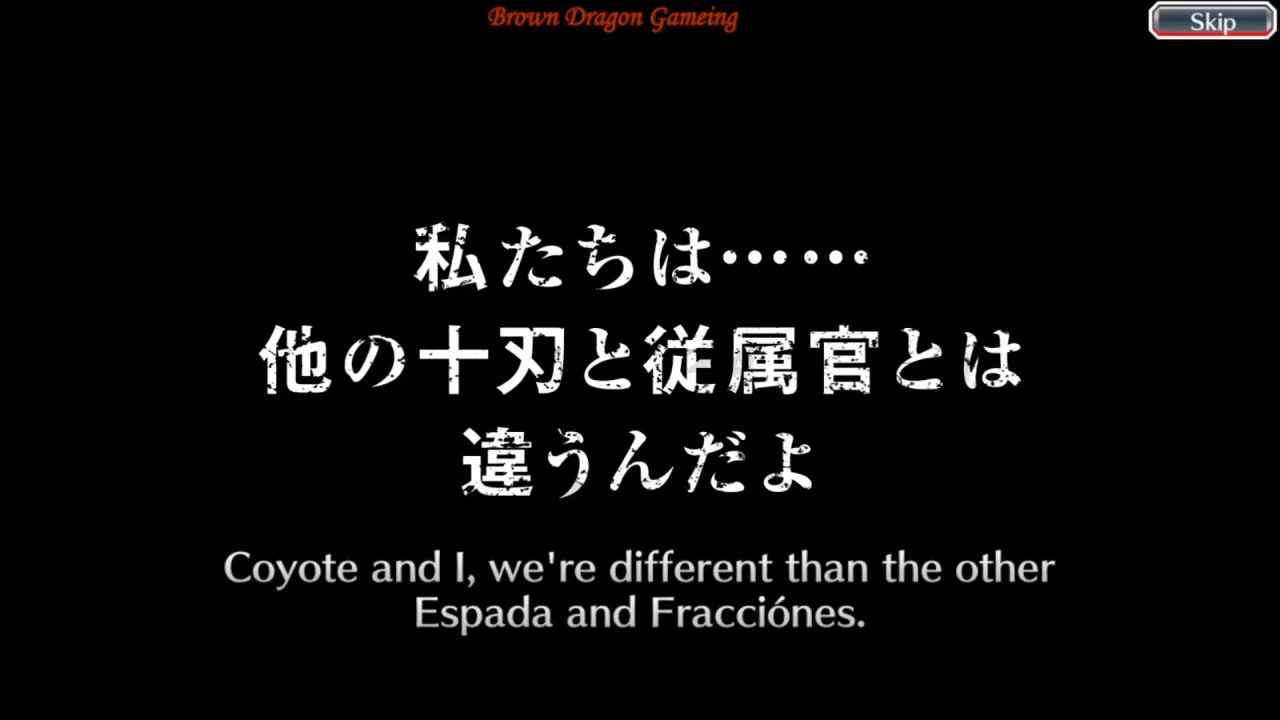 Brown Dragon Gameing
Skip
私たちは……
他の十刃と従属官とは
違うんだよ
Coyote and I, we're different than the other
Espada and Fracciónes.